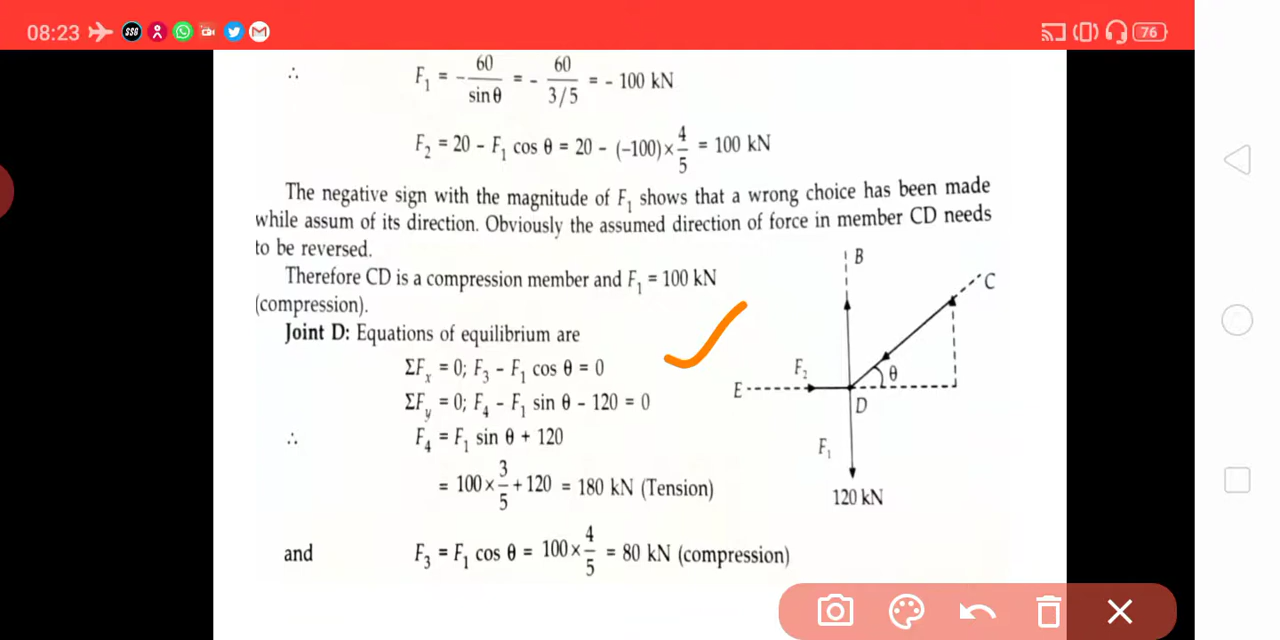 08:23
SSG
76
∴ F₁ = - 60/sin θ = - 60/(3/5) = - 100 kN
F₂ = 20 - F₁ cos θ = 20 - (-100) × 4/5 = 100 kN
The negative sign with the magnitude of F₁ shows that a wrong choice has been made
while assum of its direction. Obviously the assumed direction of force in member CD needs
to be reversed.
Therefore CD is a compression member and F₁ = 100 kN
(compression).
Joint D: Equations of equilibrium are
ΣFₓ = 0; F₃ - F₁ cos θ = 0
ΣF_y = 0; F₄ - F₁ sin θ - 120 = 0
∴ F₄ = F₁ sin θ + 120
= 100 × 3/5 + 120 = 180 kN (Tension)
and F₃ = F₁ cos θ = 100 × 4/5 = 80 kN (compression)
B
C
F₂
θ
E
D
F₁
120 kN